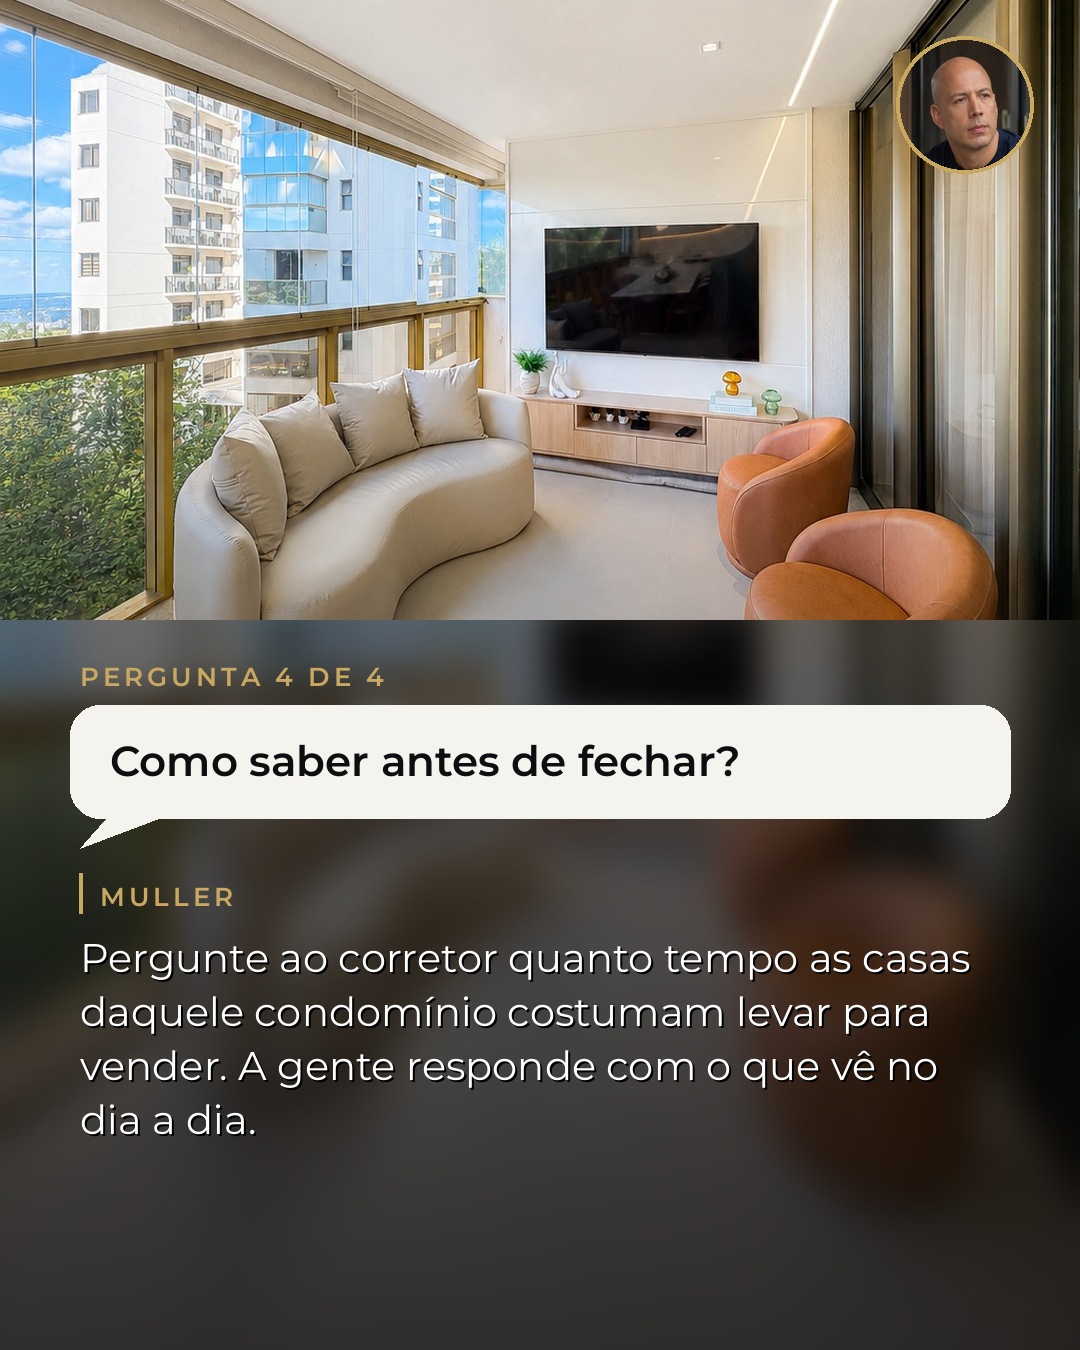 PERGUNTA 4 DE 4
Como saber antes de fechar?
MULLER
Pergunte ao corretor quanto tempo as casas
daquele condomínio costumam levar para
vender. A gente responde com o que vê no
dia a dia.